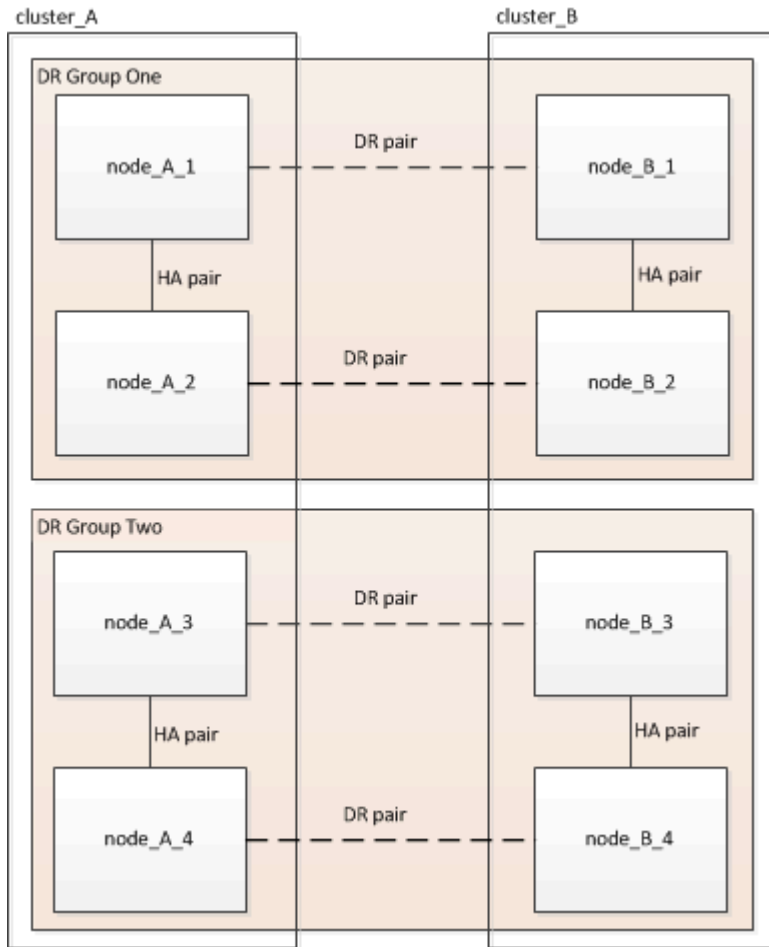 cluster_A
cluster_B
DR Group One
node_A_1
DR pair
node_B_1
HA pair
HA pair
node_A_2
DR pair
node_B_2
DR Group Two
node_A_3
DR pair
node_B_3
HA pair
HA pair
node_A_4
DR pair
node_B_4